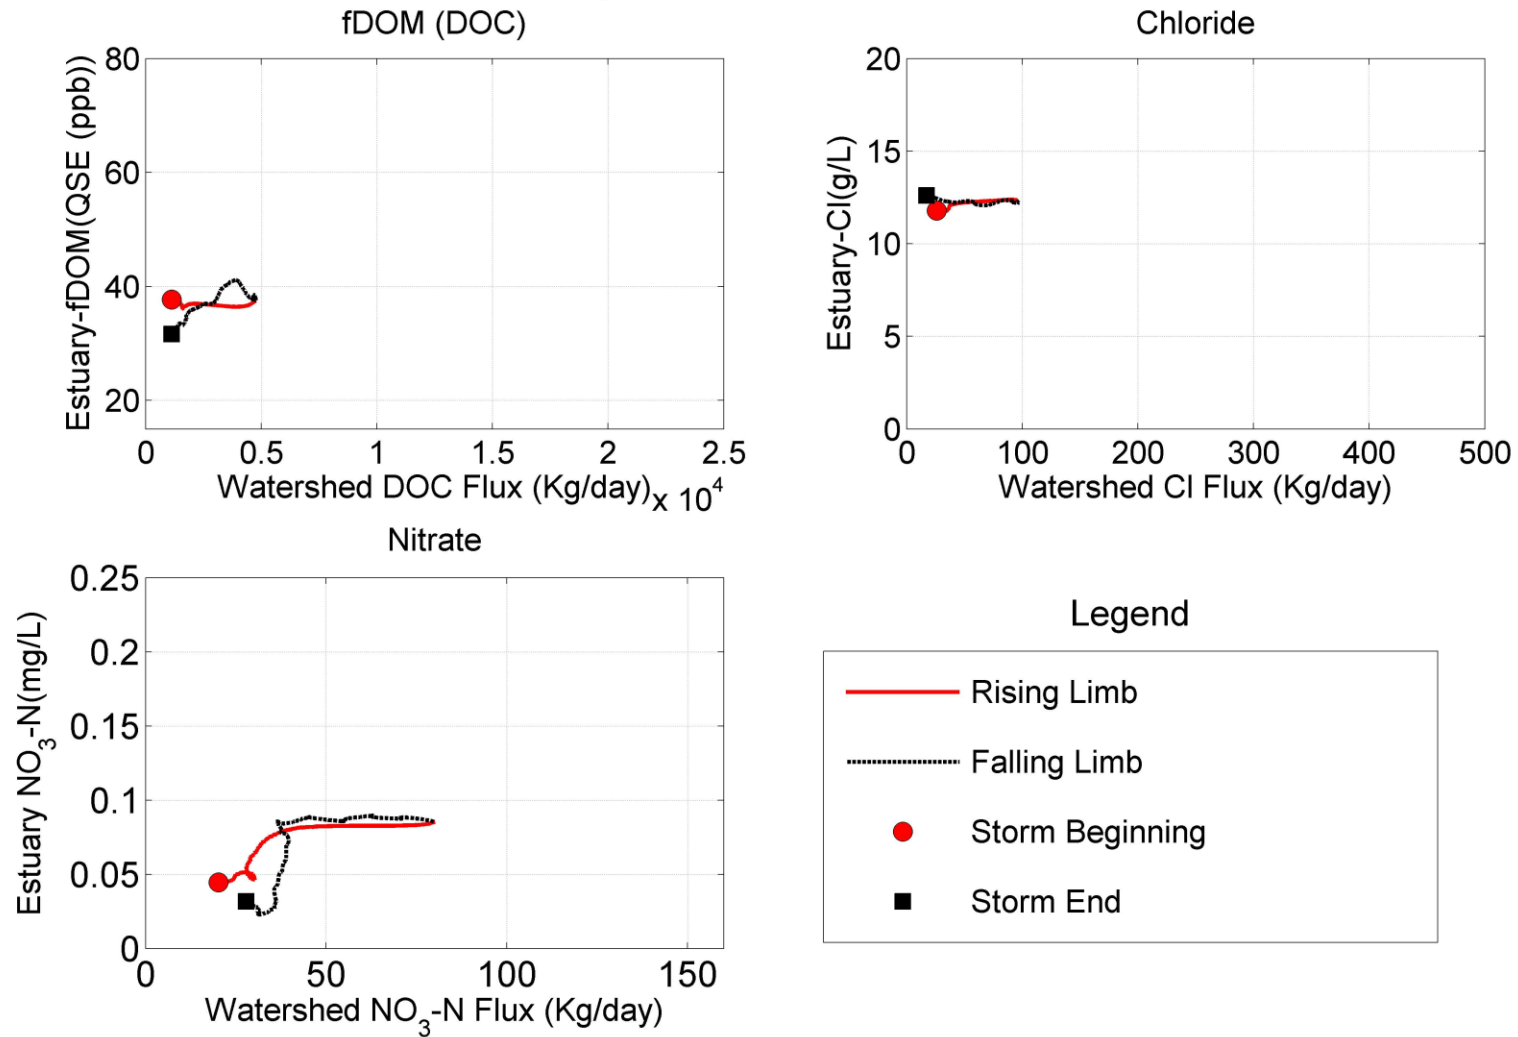 fDOM (DOC)
Estuary-fDOM(QSE (ppb))
80
60
40
20
0 0.5 1 1.5 2 2.5
Watershed DOC Flux (Kg/day) x 10⁴
Chloride
Estuary-Cl(g/L)
20
15
10
5
0
0 100 200 300 400 500
Watershed Cl Flux (Kg/day)
Nitrate
Estuary NO₃-N(mg/L)
0.25
0.2
0.15
0.1
0.05
0
0 50 100 150
Watershed NO₃-N Flux (Kg/day)
Legend
Rising Limb
Falling Limb
Storm Beginning
Storm End